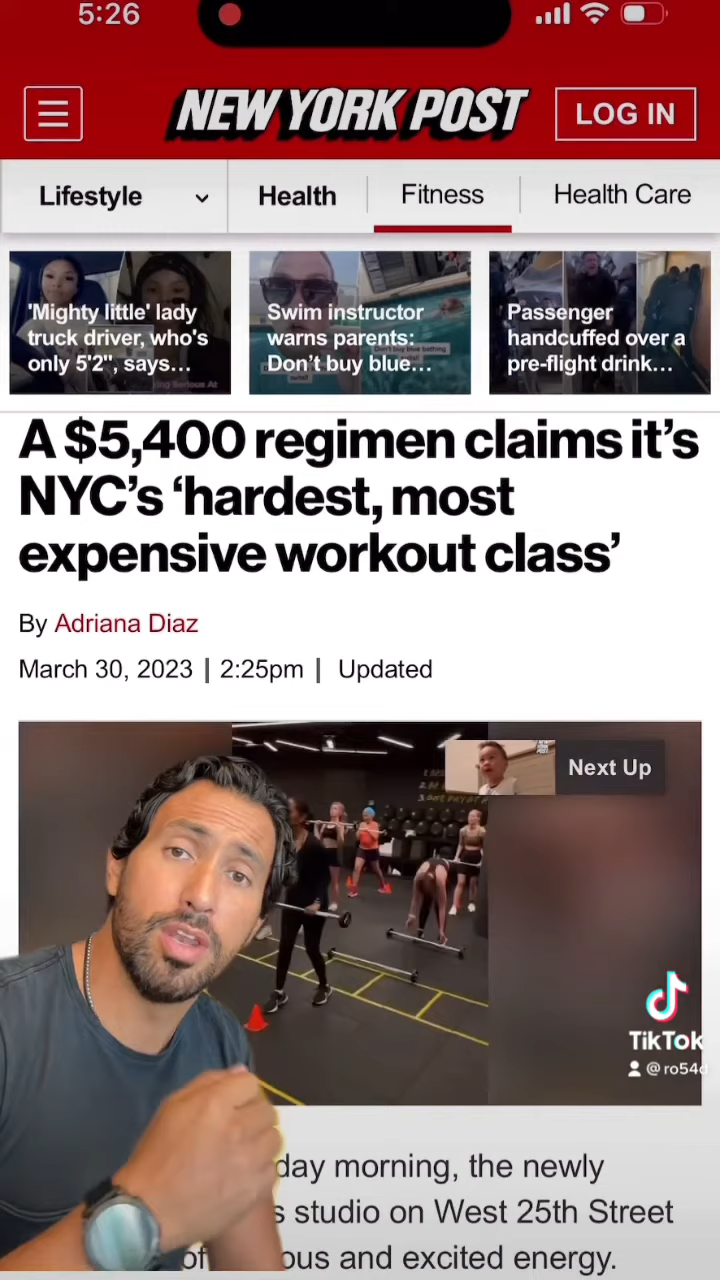 5:26
NEW YORK POST
LOG IN
Lifestyle
Health
Fitness
Health Care
'Mighty little' lady
truck driver, who's
only 5'2", says...
Swim instructor
warns parents:
Don't buy blue...
Passenger
handcuffed over a
pre-flight drink...
A $5,400 regimen claims it's
NYC's 'hardest, most
expensive workout class'
By Adriana Diaz
March 30, 2023 | 2:25pm | Updated
Next Up
TikTok
@ro54d
day morning, the newly
studio on West 25th Street
and excited energy.